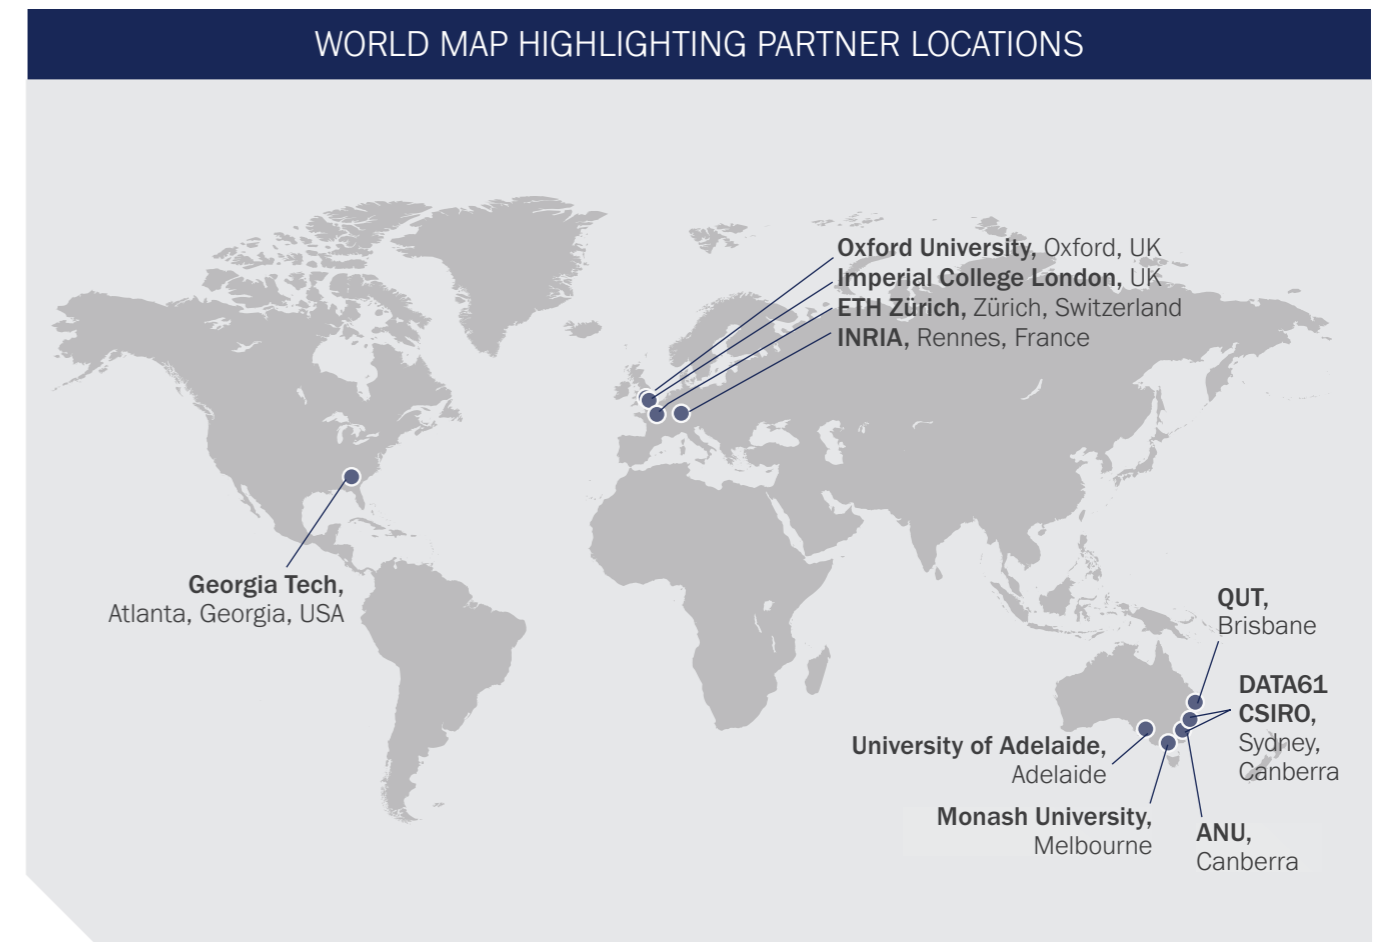 WORLD MAP HIGHLIGHTING PARTNER LOCATIONS
Oxford University, Oxford, UK
Imperial College London, UK
ETH Zürich, Zürich, Switzerland
INRIA, Rennes, France
Georgia Tech,
Atlanta, Georgia, USA
QUT,
Brisbane
DATA61
CSIRO,
Sydney,
Canberra
University of Adelaide,
Adelaide
Monash University,
Melbourne
ANU,
Canberra